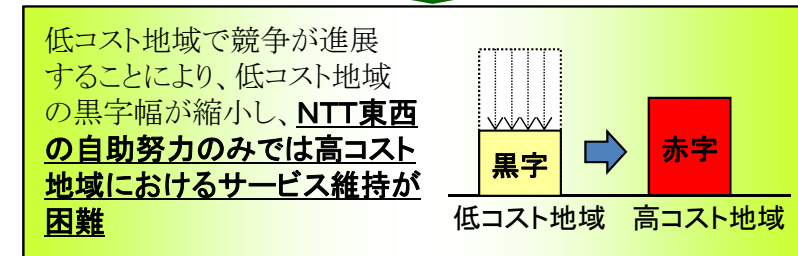 低コスト地域で競争が進展
することにより、低コスト地域
の黒字幅が縮小し、NTT東西
の自助努力のみでは高コスト
地域におけるサービス維持が
困難
黒字
赤字
低コスト地域
高コスト地域